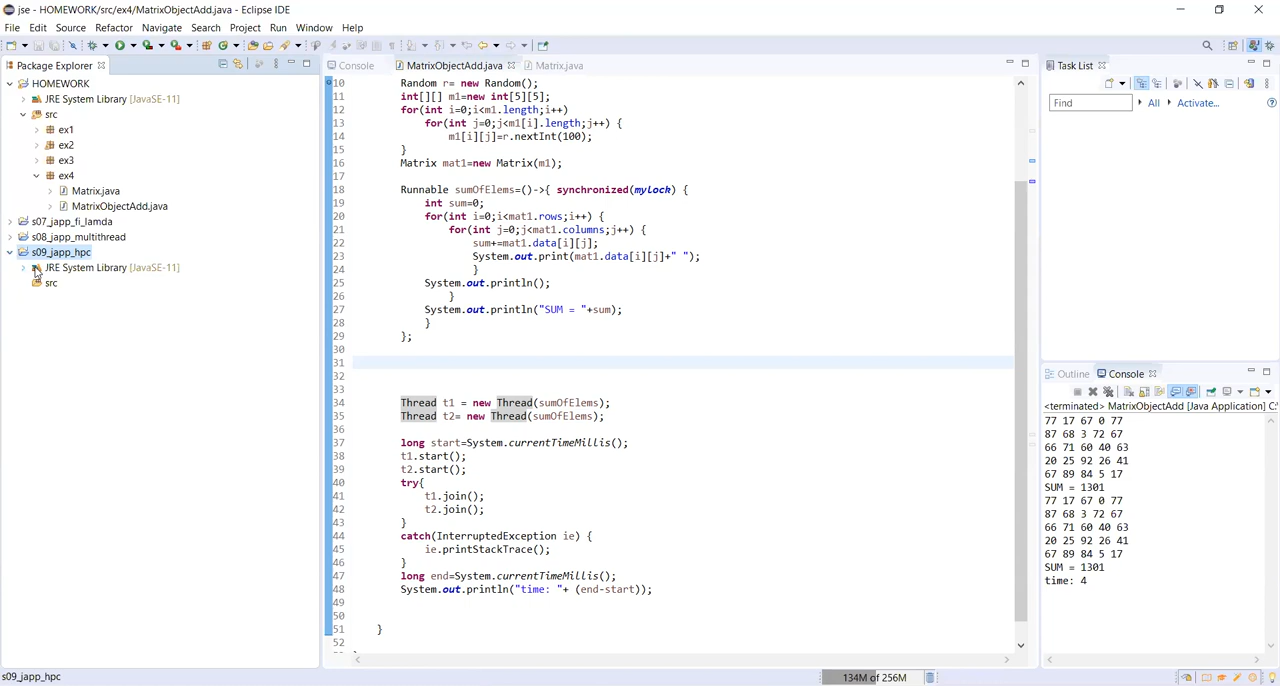 jse - HOMEWORK/src/ex4/MatrixObjectAdd.java - Eclipse IDE
File Edit Source Refactor Navigate Search Project Run Window Help
Package Explorer
HOMEWORK
JRE System Library [JavaSE-11]
src
ex1
ex2
ex3
ex4
Matrix.java
MatrixObjectAdd.java
s07_japp_fi_lamda
s08_japp_multithread
s09_japp_hpc
JRE System Library [JavaSE-11]
src
Console MatrixObjectAdd.java Matrix.java
10 Random r= new Random();
11 int[][] m1=new int[5][5];
12 for(int i=0;i<m1.length;i++)
13 for(int j=0;j<m1[i].length;j++) {
14 m1[i][j]=r.nextInt(100);
15 }
16 Matrix mat1=new Matrix(m1);
17
18 Runnable sumOfElems=()->{ synchronized(myLock) {
19 int sum=0;
20 for(int i=0;i<mat1.rows;i++) {
21 for(int j=0;j<mat1.columns;j++) {
22 sum+=mat1.data[i][j];
23 System.out.print(mat1.data[i][j]+" ");
24 }
25 System.out.println();
26 }
27 System.out.println("SUM = "+sum);
28 }
29 };
30
31
32
33
34 Thread t1 = new Thread(sumOfElems);
35 Thread t2= new Thread(sumOfElems);
36
37 long start=System.currentTimeMillis();
38 t1.start();
39 t2.start();
40 try{
41 t1.join();
42 t2.join();
43 }
44 catch(InterruptedException ie) {
45 ie.printStackTrace();
46 }
47 long end=System.currentTimeMillis();
48 System.out.println("time: "+ (end-start));
49
50
51 }
52
Task List
Find All Activate...
Outline Console
<terminated> MatrixObjectAdd [Java Application] C:
77 17 67 0 77
87 68 3 72 67
66 71 60 40 63
20 25 92 26 41
67 89 84 5 17
SUM = 1301
77 17 67 0 77
87 68 3 72 67
66 71 60 40 63
20 25 92 26 41
67 89 84 5 17
SUM = 1301
time: 4
s09_japp_hpc
134M of 256M